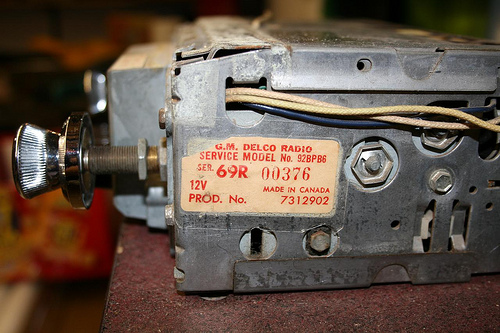 G.M. DELCO RADIO
SERVICE MODEL No. 92BPB6
SER. 69R 00376
12V MADE IN CANADA
PROD. No. 7312902